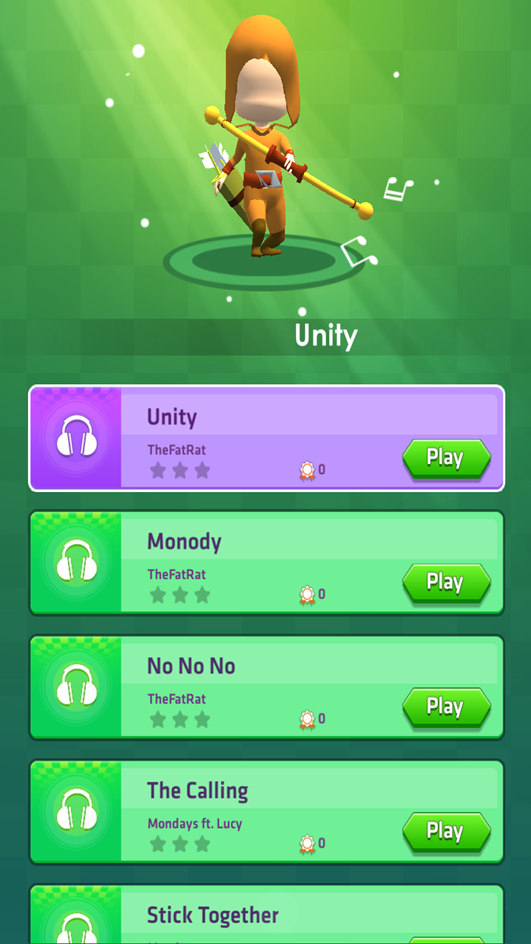 Unity
Unity
TheFatRat
0
Play
Monody
TheFatRat
0
Play
No No No
TheFatRat
0
Play
The Calling
Mondays ft. Lucy
0
Play
Stick Together